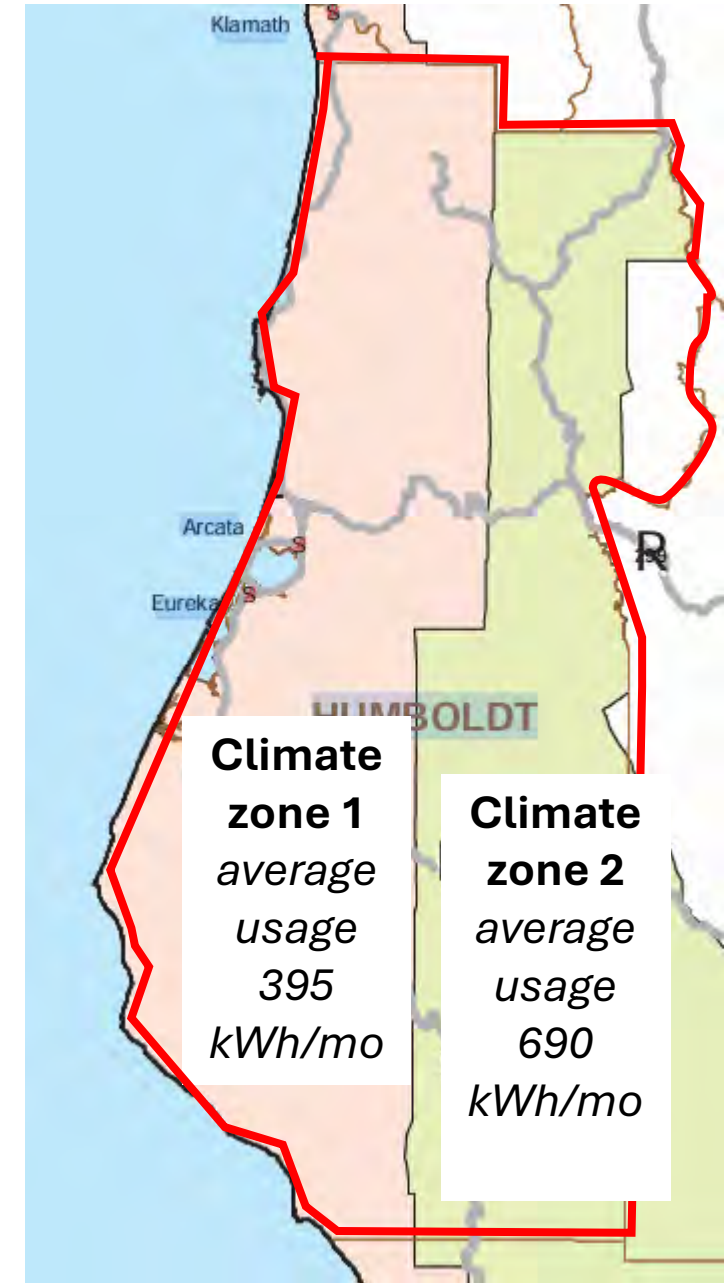 Klamath
S
Arcata
S
Eureka
S
R
HUMBOLDT
Climate
zone 1
average
usage
395
kWh/mo
Climate
zone 2
average
usage
690
kWh/mo